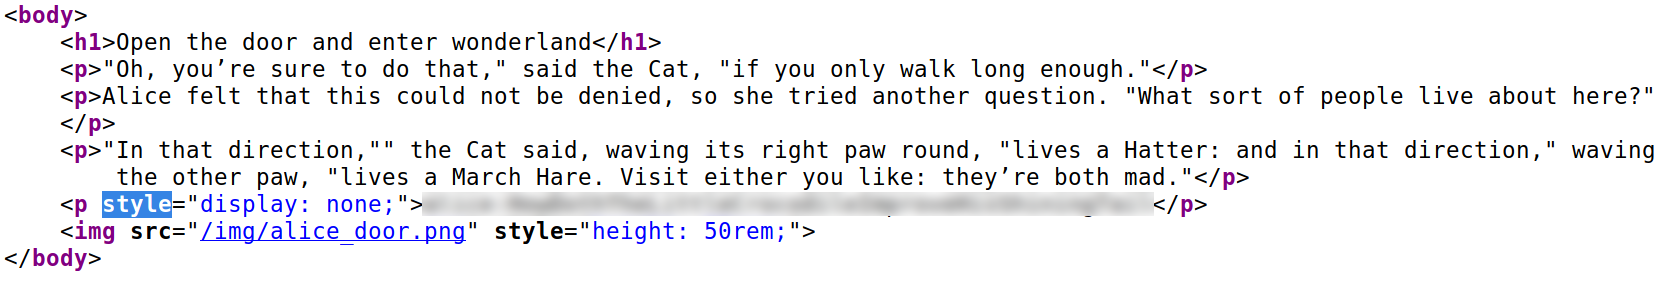 <body>
<h1>Open the door and enter wonderland</h1>
<p>"Oh, you’re sure to do that," said the Cat, "if you only walk long enough."</p>
<p>Alice felt that this could not be denied, so she tried another question. "What sort of people live about here?"
</p>
<p>"In that direction,"" the Cat said, waving its right paw round, "lives a Hatter: and in that direction," waving
the other paw, "lives a March Hare. Visit either you like: they’re both mad."</p>
<p style="display: none;"></p>
<img src="/img/alice_door.png" style="height: 50rem;">
</body>